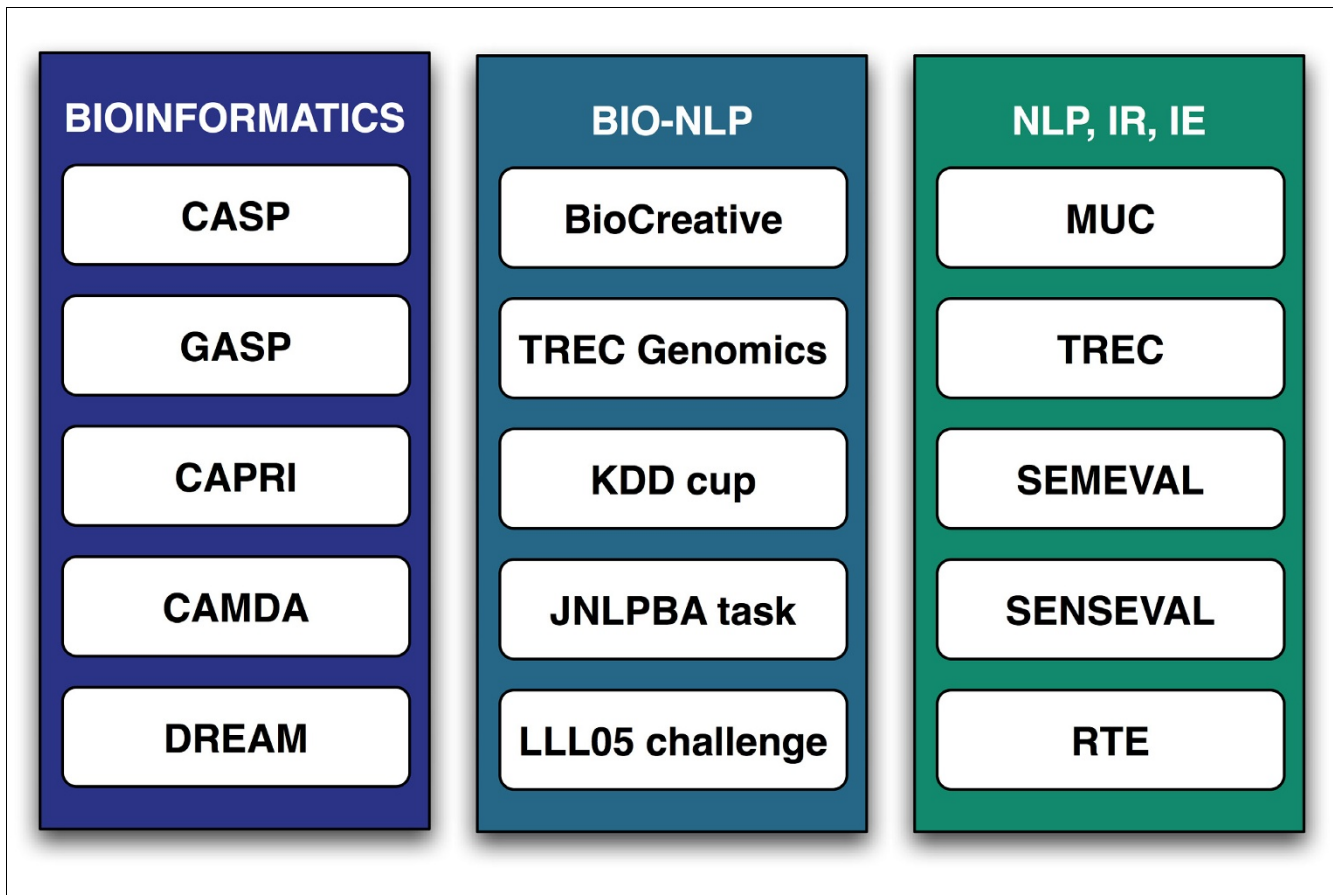 BIOINFORMATICS
CASP
GASP
CAPRI
CAMDA
DREAM
BIO-NLP
BioCreative
TREC Genomics
KDD cup
JNLPBA task
LLL05 challenge
NLP, IR, IE
MUC
TREC
SEMEVAL
SENSEVAL
RTE